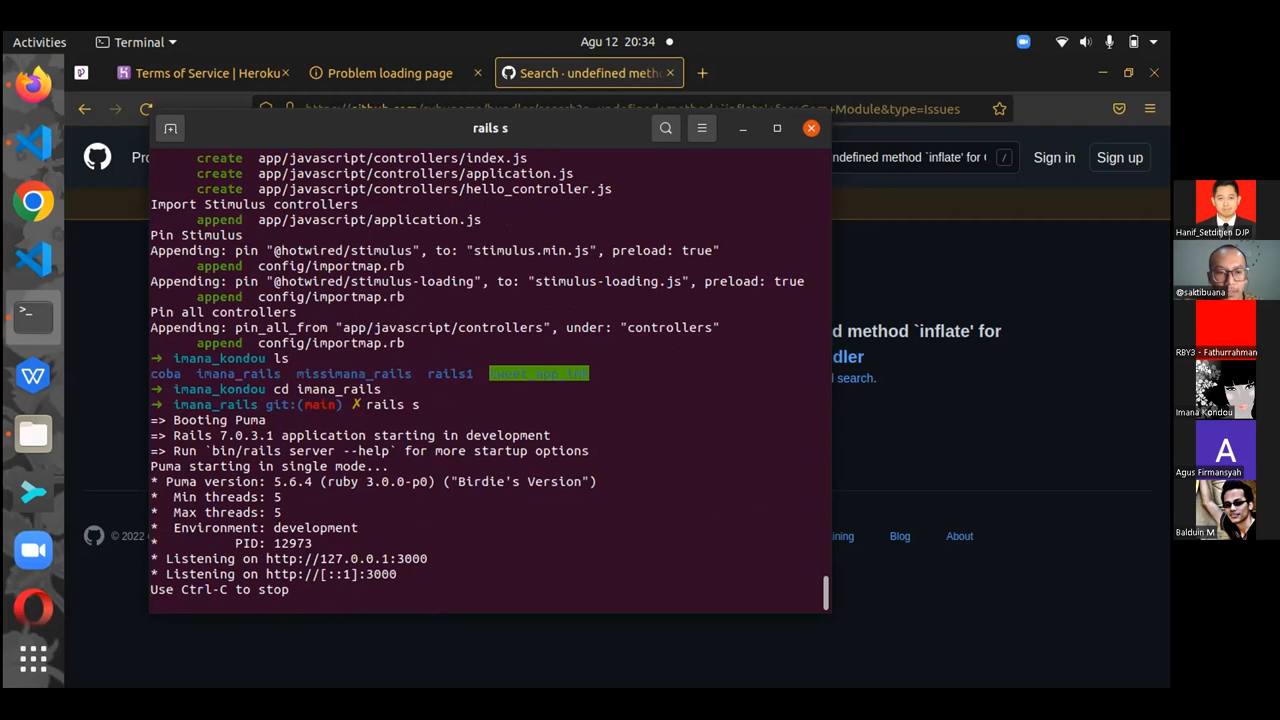 Activities
Terminal
Agu 12 20:34
Terms of Service | Heroku
Problem loading page
Search · undefined meth
rails s
Pro
undefined method `inflate' for
Sign in
Sign up
create app/javascript/controllers/index.js
create app/javascript/controllers/application.js
create app/javascript/controllers/hello_controller.js
Import Stimulus controllers
append app/javascript/application.js
Pin Stimulus
Appending: pin "@hotwired/stimulus", to: "stimulus.min.js", preload: true"
append config/importmap.rb
Appending: pin "@hotwired/stimulus-loading", to: "stimulus-loading.js", preload: true
append config/importmap.rb
Pin all controllers
Appending: pin_all_from "app/javascript/controllers", under: "controllers"
append config/importmap.rb
→ imana_kondou ls
coba imana_rails missimana_rails rails1 tweet_app_imk
→ imana_kondou cd imana_rails
→ imana_rails git:(main) ✗ rails s
=> Booting Puma
=> Rails 7.0.3.1 application starting in development
=> Run `bin/rails server --help` for more startup options
Puma starting in single mode...
* Puma version: 5.6.4 (ruby 3.0.0-p0) ("Birdie's Version")
* Min threads: 5
* Max threads: 5
* Environment: development
* PID: 12973
* Listening on http://127.0.0.1:3000
* Listening on http://[::1]:3000
Use Ctrl-C to stop
d method `inflate' for
dler
d search.
© 2022
ining
Blog
About
Hanif_Setditjen DJP
@saktibuana
RBY3 - Fathurrahman
Imana Kondou
A
Agus Firmansyah
Balduin M